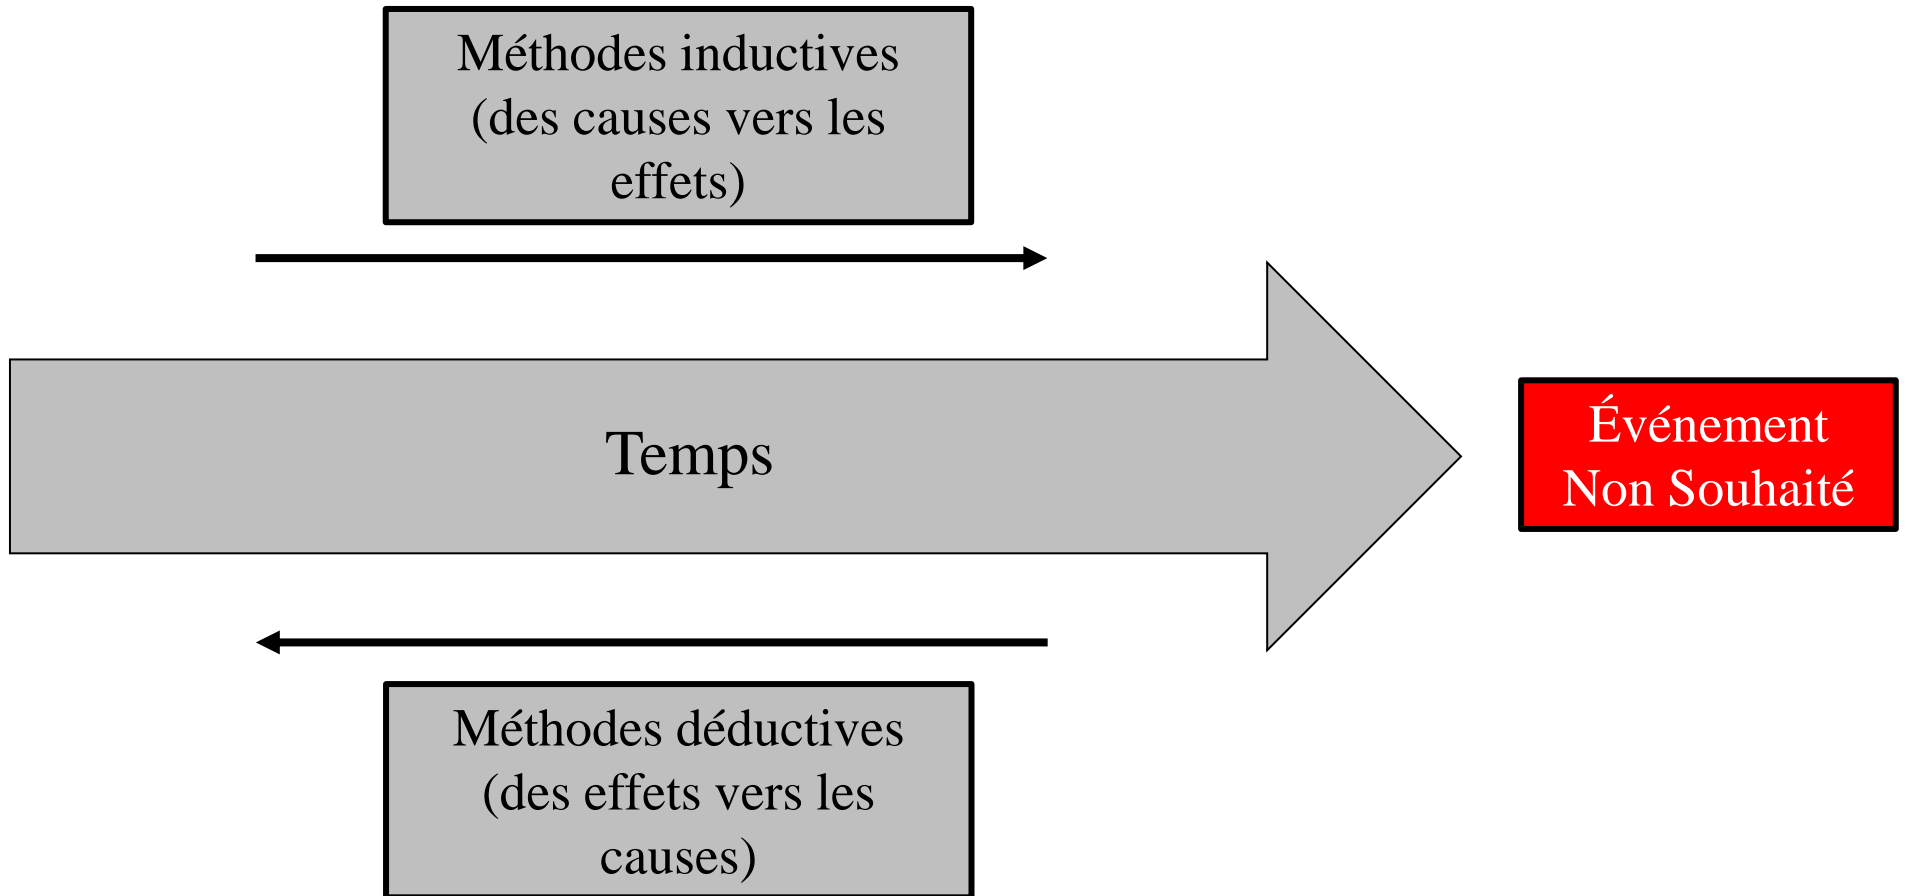 Méthodes inductives
(des causes vers les
effets)
Temps
Événement
Non Souhaité
Méthodes déductives
(des effets vers les
causes)